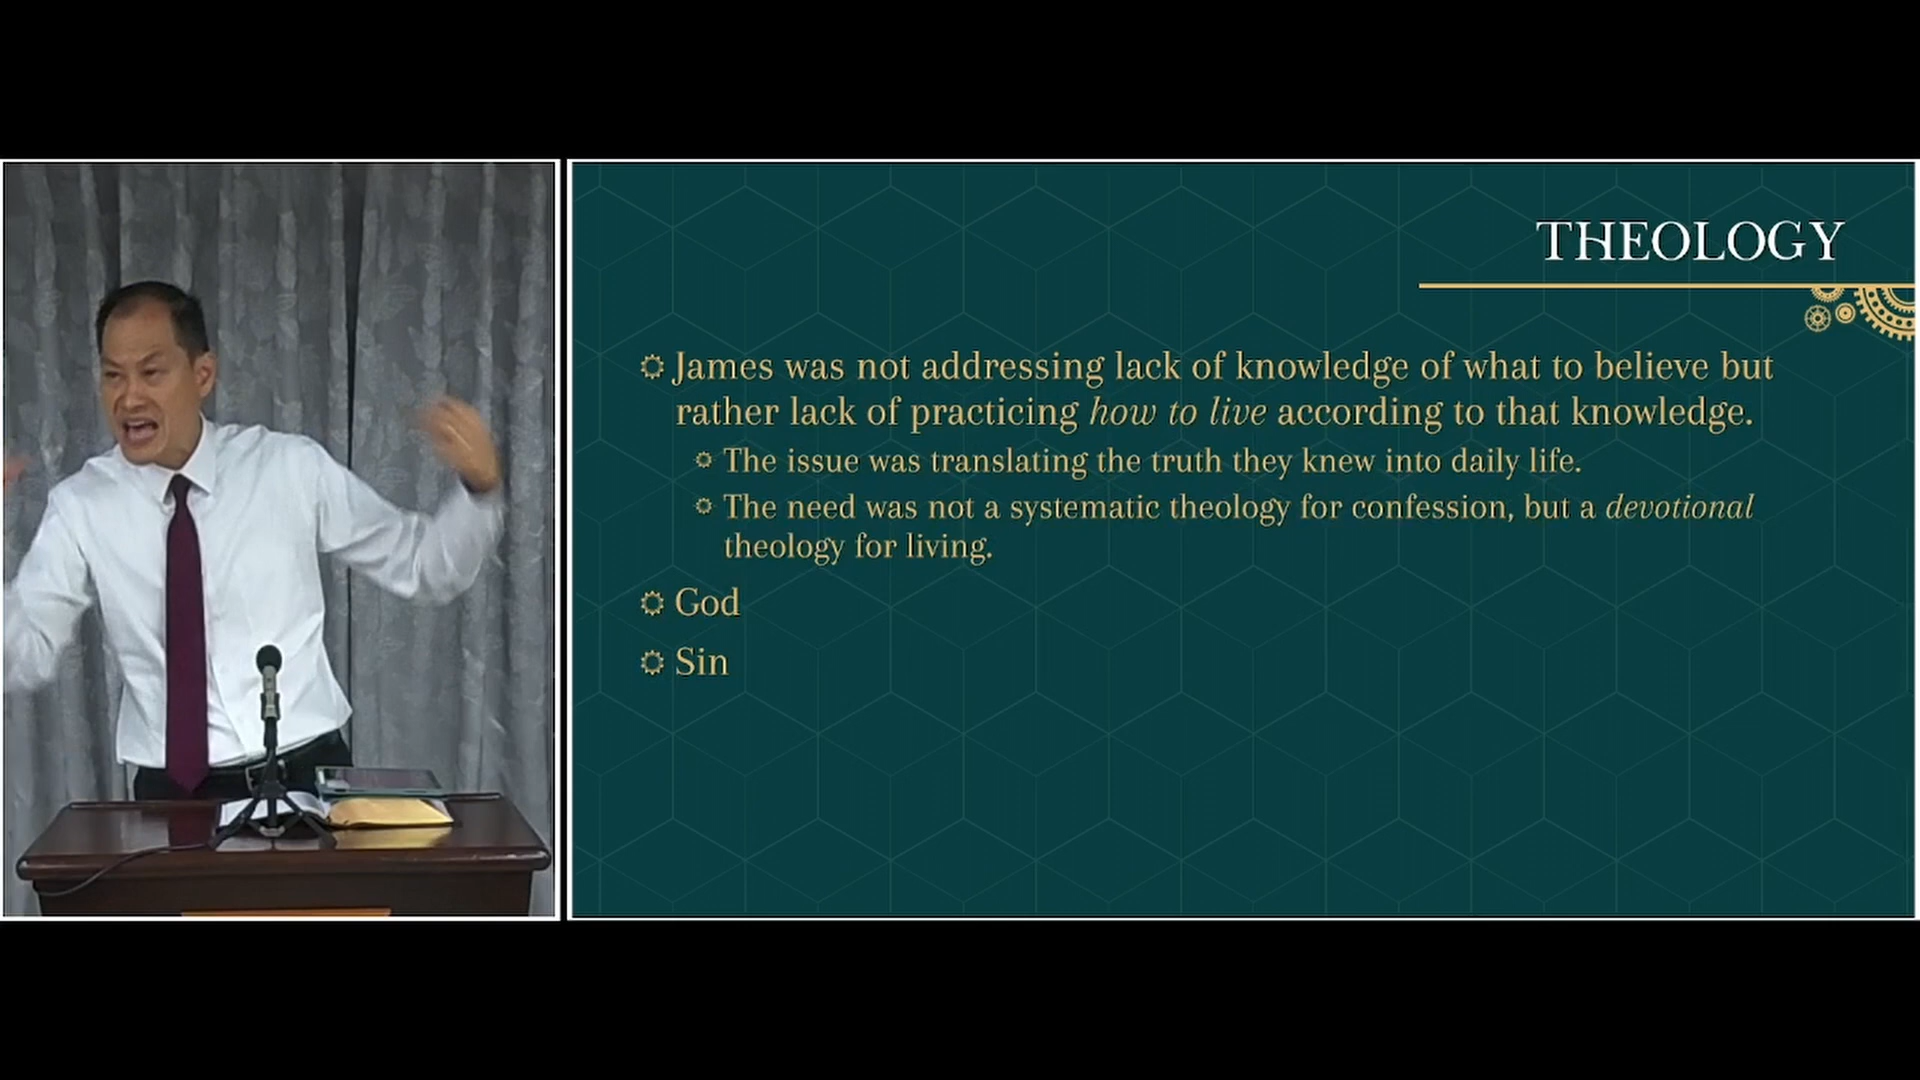 THEOLOGY
James was not addressing lack of knowledge of what to believe but
rather lack of practicing how to live according to that knowledge.
The issue was translating the truth they knew into daily life.
The need was not a systematic theology for confession, but a devotional
theology for living.
God
Sin